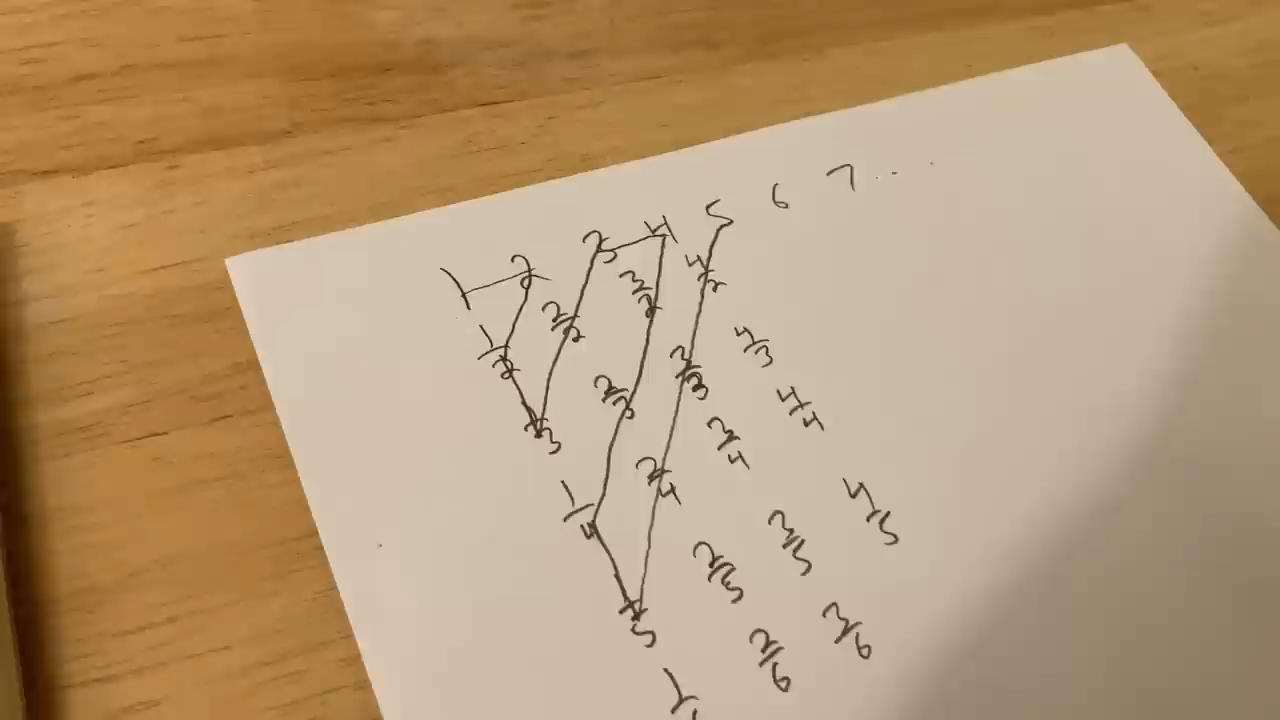 1 2 3 4 5 6 7 ...
1/2 2/2 3/2 4/2
1/3 2/3 3/3 4/3
1/4 2/4 3/4 4/4
1/5 2/5 3/5 4/5
2/6 3/6